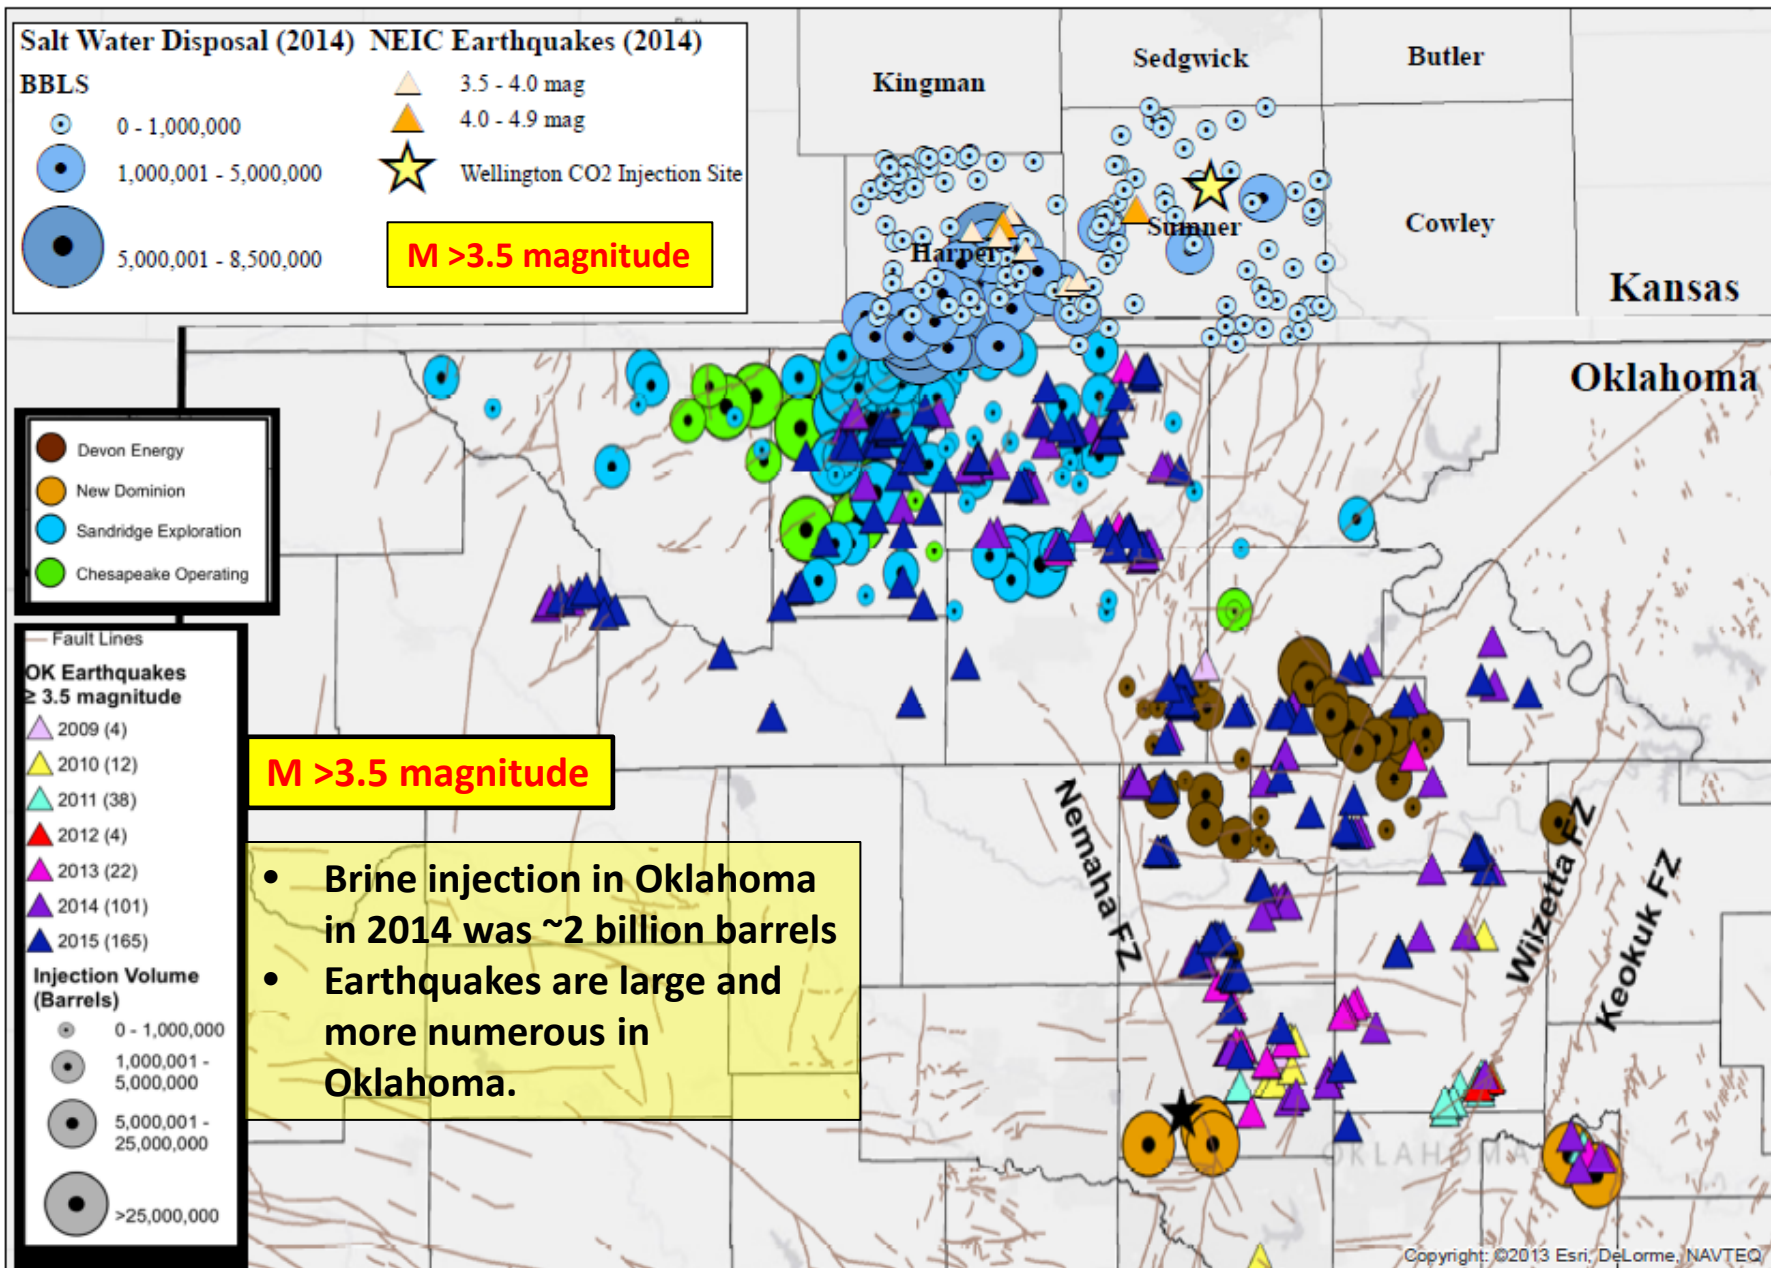 Salt Water Disposal (2014) NEIC Earthquakes (2014)
BBLS
0 - 1,000,000
1,000,001 - 5,000,000
5,000,001 - 8,500,000
3.5 - 4.0 mag
4.0 - 4.9 mag
Wellington CO2 Injection Site
M >3.5 magnitude
Kingman
Sedgwick
Butler
Harper
Sumner
Cowley
Kansas
Oklahoma
Devon Energy
New Dominion
Sandridge Exploration
Chesapeake Operating
Fault Lines
OK Earthquakes
≥ 3.5 magnitude
2009 (4)
2010 (12)
2011 (38)
2012 (4)
2013 (22)
2014 (101)
2015 (165)
Injection Volume
(Barrels)
0 - 1,000,000
1,000,001 -
5,000,000
5,000,001 -
25,000,000
>25,000,000
M >3.5 magnitude
• Brine injection in Oklahoma
in 2014 was ~2 billion barrels
• Earthquakes are large and
more numerous in
Oklahoma.
Nemaha FZ
Wilzetta FZ
Keokuk FZ
OKLAHOMA
Copyright: ©2013 Esri, DeLorme, NAVTEQ